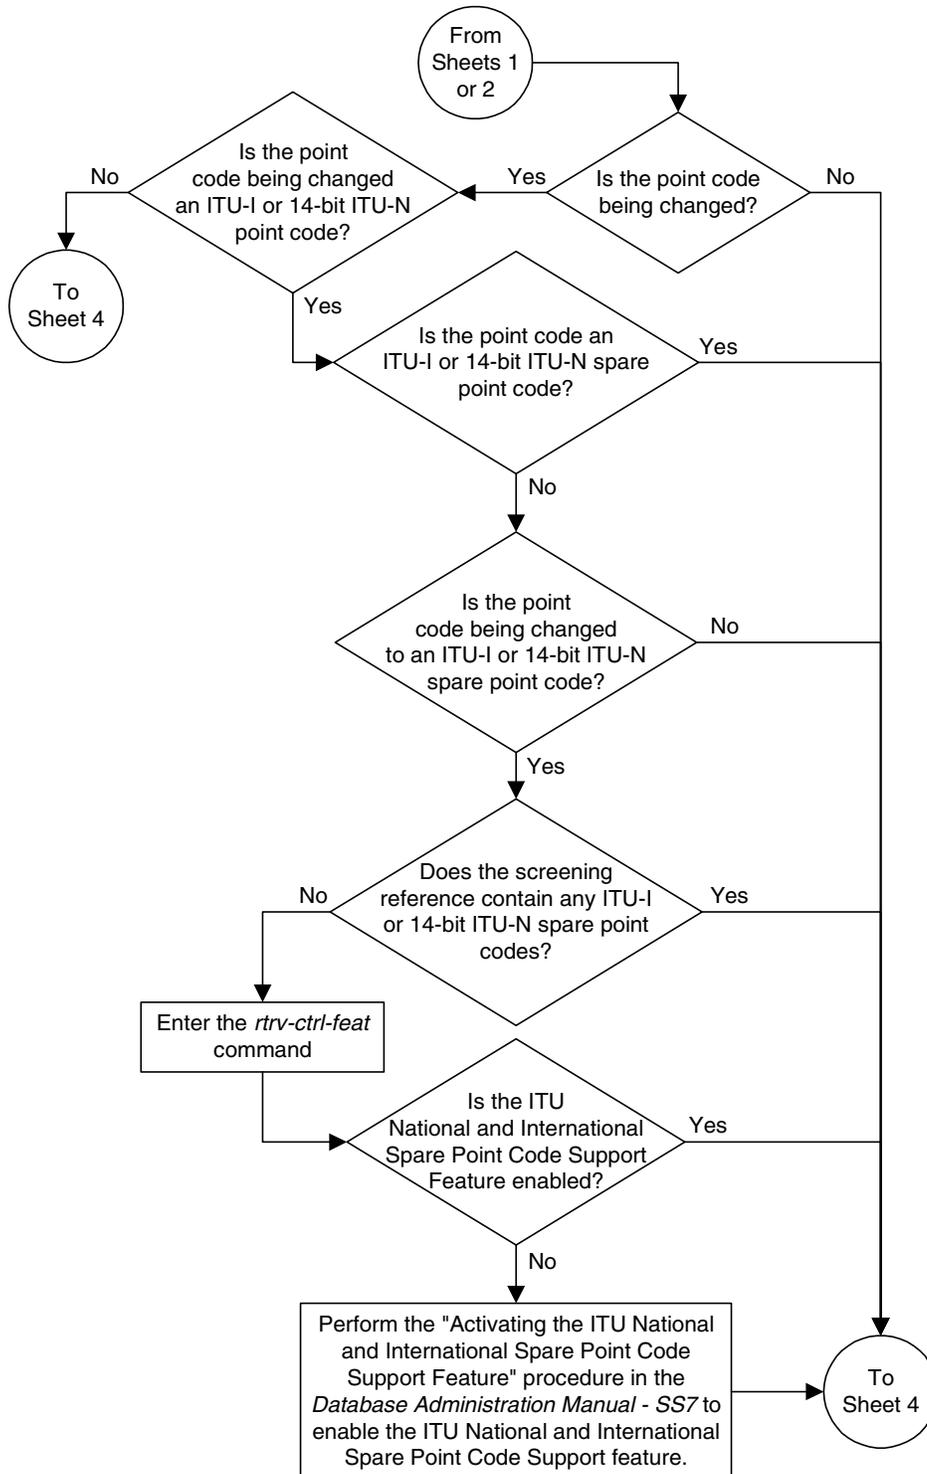 From
Sheets 1
or 2
Is the point code
being changed?
Yes
No
Is the point
code being changed
an ITU-I or 14-bit ITU-N
point code?
No
Yes
To
Sheet 4
Is the point code an
ITU-I or 14-bit ITU-N spare
point code?
Yes
No
Is the point
code being changed
to an ITU-I or 14-bit ITU-N
spare point code?
No
Yes
Does the screening
reference contain any ITU-I
or 14-bit ITU-N spare point
codes?
No
Yes
Enter the rtrv-ctrl-feat
command
Is the ITU
National and International
Spare Point Code Support
Feature enabled?
Yes
No
Perform the "Activating the ITU National
and International Spare Point Code
Support Feature" procedure in the
Database Administration Manual - SS7 to
enable the ITU National and International
Spare Point Code Support feature.
To
Sheet 4